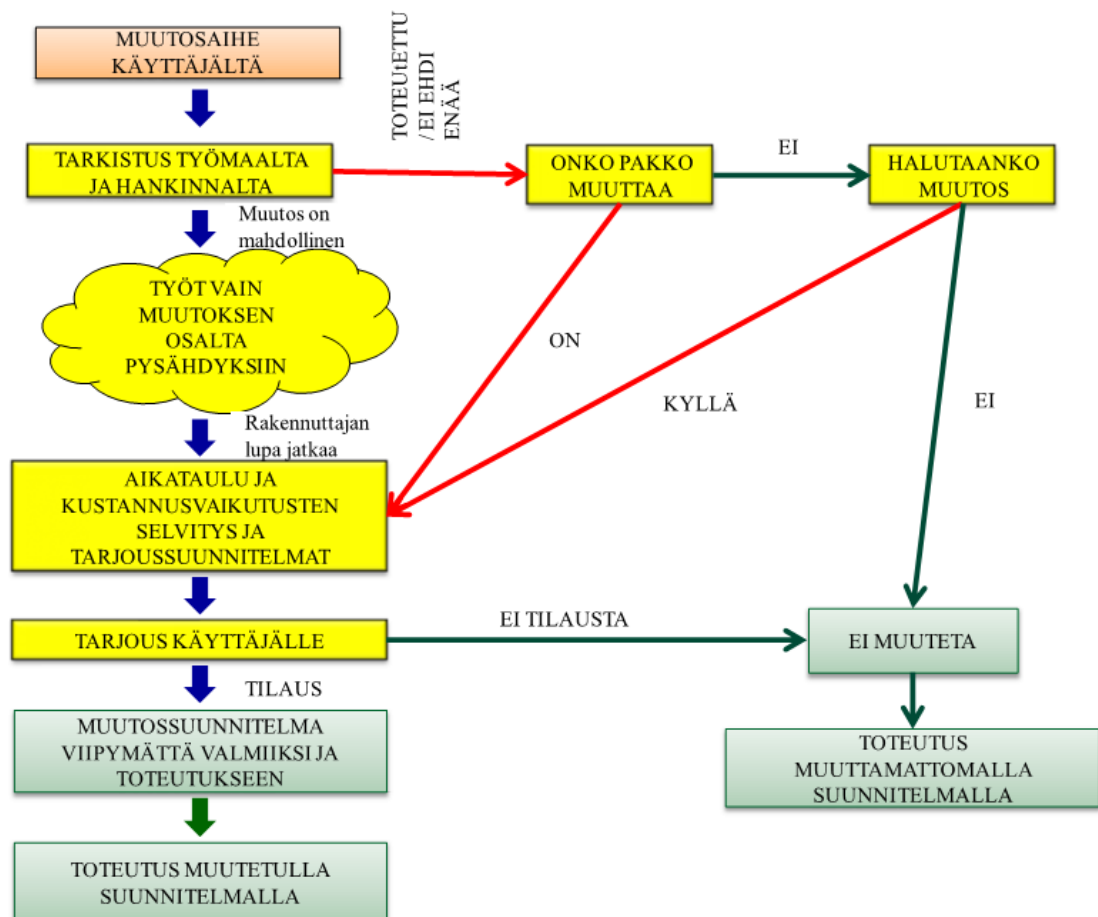 MUUTOSAIHE
KÄYTTÄJÄLTÄ
TOTEUtETTU
/ EI EHDI
ENÄÄ
TARKISTUS TYÖMAALTA
JA HANKINNALTA
ONKO PAKKO
MUUTTAA
EI
HALUTAANKO
MUUTOS
Muutos on
mahdollinen
TYÖT VAIN
MUUTOKSEN
OSALTA
PYSÄHDYKSIIN
ON
KYLLÄ
EI
Rakennuttajan
lupa jatkaa
AIKATAULU JA
KUSTANNUSVAIKUTUSTEN
SELVITYS JA
TARJOUSSUUNNITELMAT
TARJOUS KÄYTTÄJÄLLE
EI TILAUSTA
EI MUUTETA
TILAUS
MUUTOSSUUNNITELMA
VIIPYMÄTTÄ VALMIIKSI JA
TOTEUTUKSEEN
TOTEUTUS
MUUTTAMATTOMALLA
SUUNNITELMALLA
TOTEUTUS MUUTETULLA
SUUNNITELMALLA